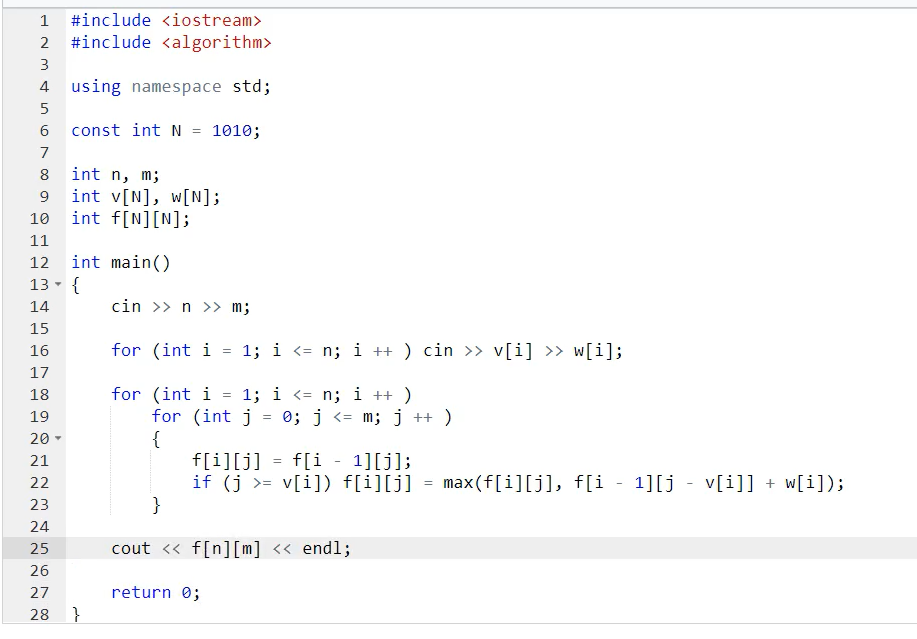 1 #include <iostream>
2 #include <algorithm>
3
4 using namespace std;
5
6 const int N = 1010;
7
8 int n, m;
9 int v[N], w[N];
10 int f[N][N];
11
12 int main()
13 {
14     cin >> n >> m;
15
16     for (int i = 1; i <= n; i ++ ) cin >> v[i] >> w[i];
17
18     for (int i = 1; i <= n; i ++ )
19         for (int j = 0; j <= m; j ++ )
20         {
21             f[i][j] = f[i - 1][j];
22             if (j >= v[i]) f[i][j] = max(f[i][j], f[i - 1][j - v[i]] + w[i]);
23         }
24
25     cout << f[n][m] << endl;
26
27     return 0;
28 }